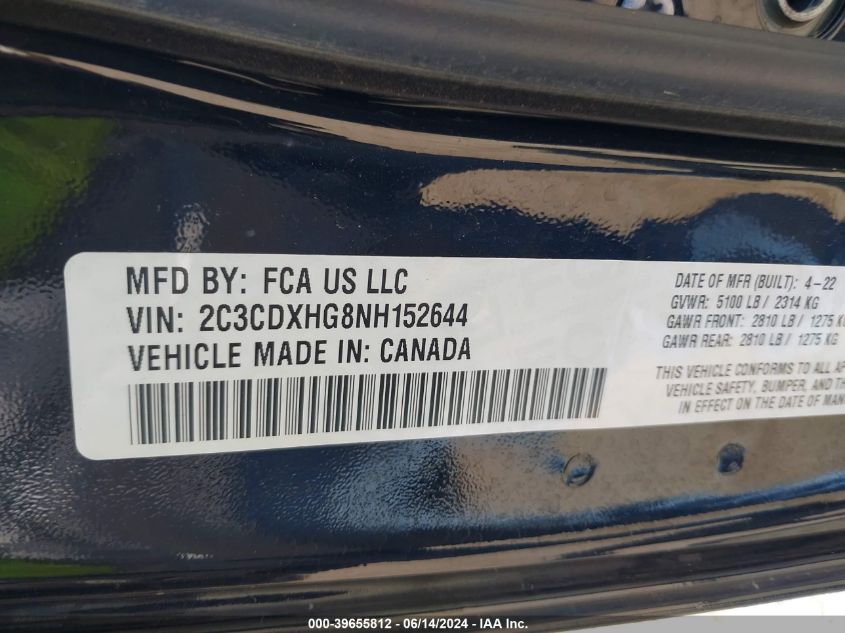 MFD BY: FCA US LLC
VIN: 2C3CDXHG8NH152644
VEHICLE MADE IN: CANADA
DATE OF MFR (BUILT): 4-22
GVWR: 5100 LB / 2314 KG
GAWR FRONT: 2810 LB / 1275 KG
GAWR REAR: 2810 LB / 1275 KG
THIS VEHICLE CONFORMS TO ALL AP
VEHICLE SAFETY, BUMPER, AND TH
IN EFFECT ON THE DATE OF MAN
000-39655812 - 06/14/2024 - IAA Inc.